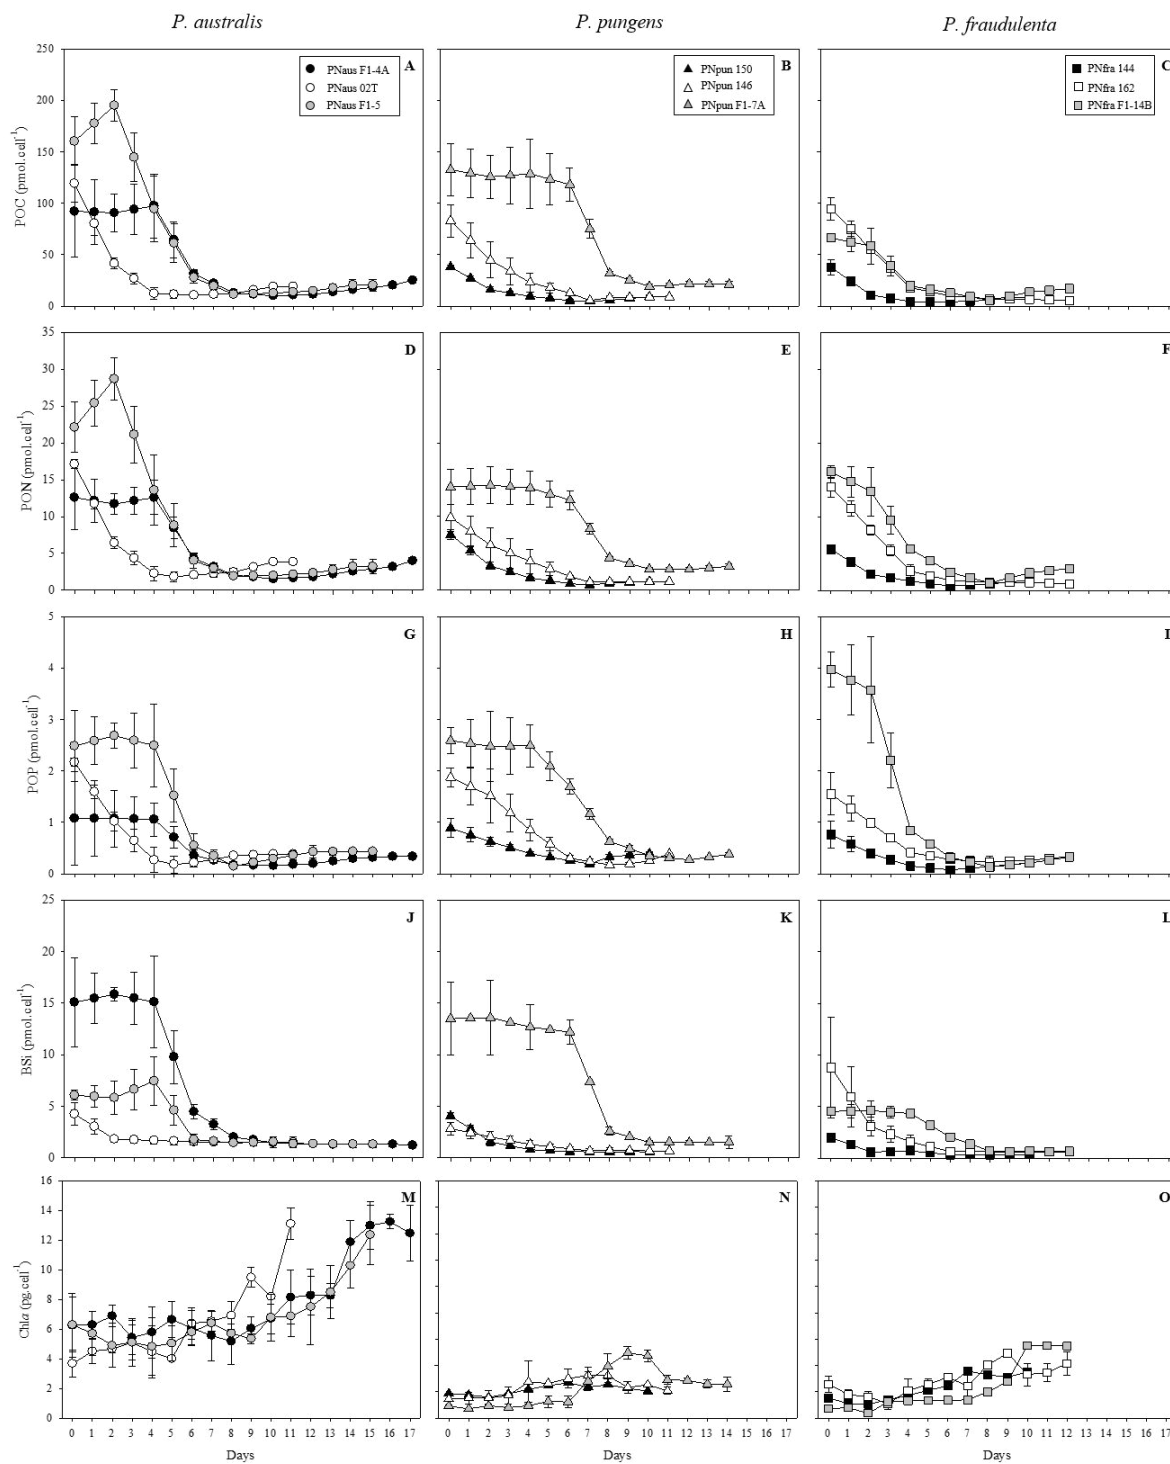 P. australis P. pungens P. fraudulenta
250 200 150 100 50 0
POC (pmol.cell-1)
PNaus F1-4A
PNaus 02T
PNaus F1-5
A
PNpun 150
PNpun 146
PNpun F1-7A
B
PNfra 144
PNfra 162
PNfra F1-14B
C
35 30 25 20 15 10 5 0
PON (pmol.cell-1)
D E F
5 4 3 2 1 0
POP (pmol.cell-1)
G H I
25 20 15 10 5 0
BSi (pmol.cell-1)
J K L
16 14 12 10 8 6 4 2 0
Chla (pg.cell-1)
M N O
0 1 2 3 4 5 6 7 8 9 10 11 12 13 14 15 16 17
0 1 2 3 4 5 6 7 8 9 10 11 12 13 14 15 16 17
0 1 2 3 4 5 6 7 8 9 10 11 12 13 14 15 16 17
Days Days Days